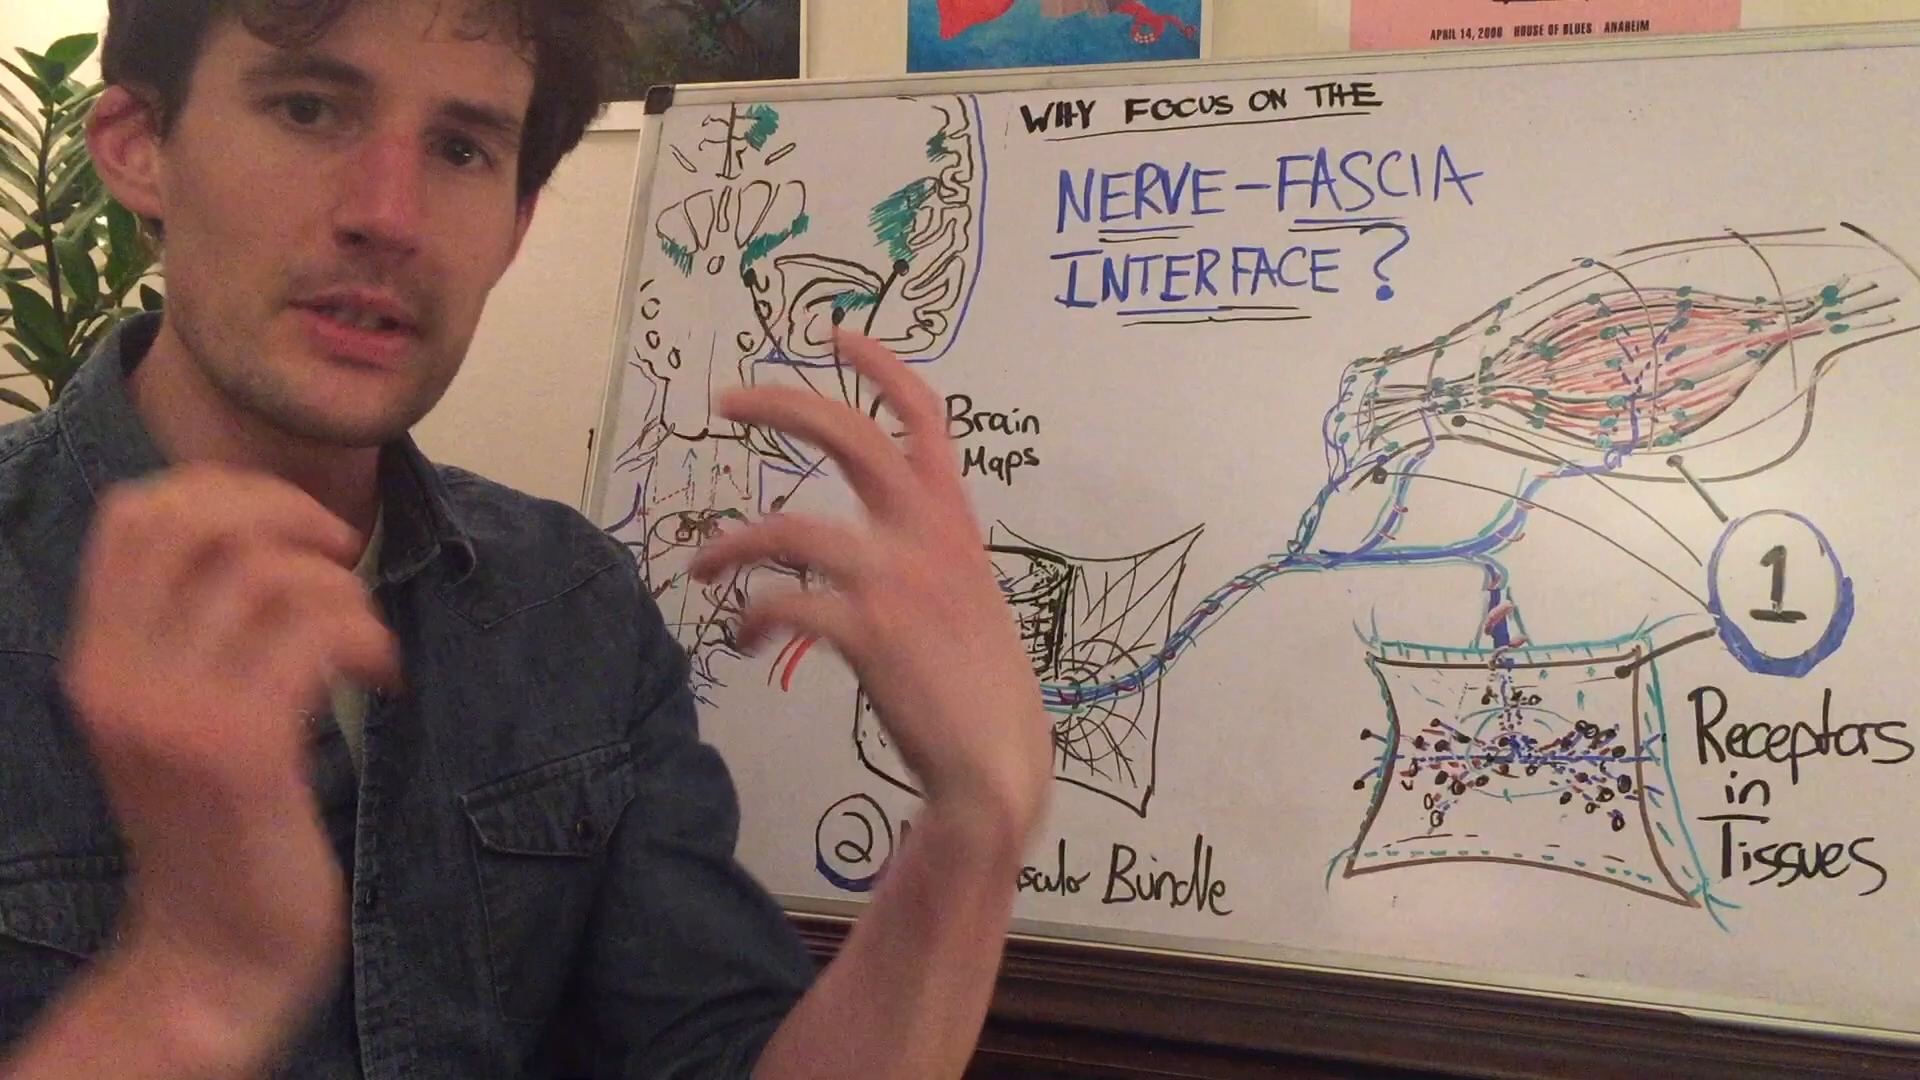 APRIL 14, 2008 HOUSE OF BLUES ANAHEIM
WHY FOCUS ON THE
NERVE-FASCIA
INTERFACE?
Brain
Maps
1
Receptors
in
Tissues
2
Bundle